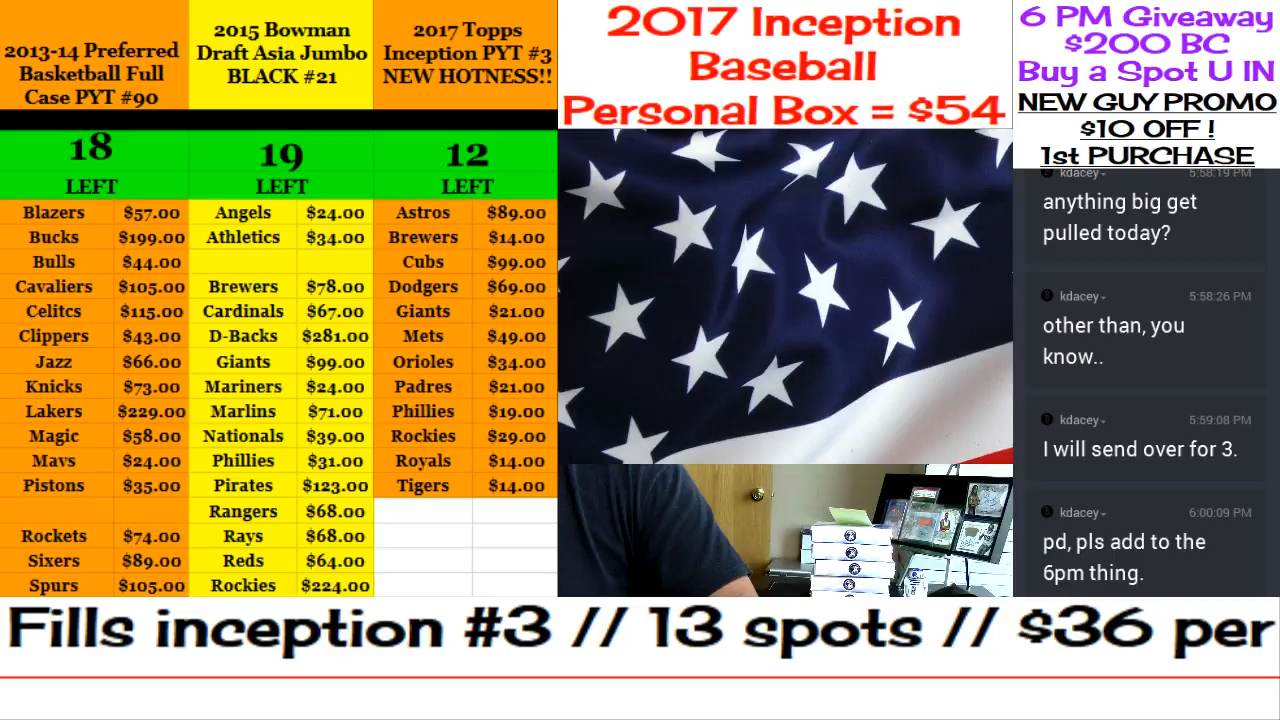 2013-14 Preferred
Basketball Full
Case PYT #90
2015 Bowman
Draft Asia Jumbo
BLACK #21
2017 Topps
Inception PYT #3
NEW HOTNESS!!
18
LEFT
19
LEFT
12
LEFT
Blazers $57.00 Angels $24.00 Astros $89.00
Bucks $199.00 Athletics $34.00 Brewers $14.00
Bulls $44.00 Cubs $99.00
Cavaliers $105.00 Brewers $78.00 Dodgers $69.00
Celitcs $115.00 Cardinals $67.00 Giants $21.00
Clippers $43.00 D-Backs $281.00 Mets $49.00
Jazz $66.00 Giants $99.00 Orioles $34.00
Knicks $73.00 Mariners $24.00 Padres $21.00
Lakers $229.00 Marlins $71.00 Phillies $19.00
Magic $58.00 Nationals $39.00 Rockies $29.00
Mavs $24.00 Phillies $31.00 Royals $14.00
Pistons $35.00 Pirates $123.00 Tigers $14.00
Rangers $68.00
Rockets $74.00 Rays $68.00
Sixers $89.00 Reds $64.00
Spurs $105.00 Rockies $224.00
2017 Inception
Baseball
Personal Box = $54
6 PM Giveaway
$200 BC
Buy a Spot U IN
NEW GUY PROMO
$10 OFF !
1st PURCHASE
kdacey 5:58:19 PM
anything big get
pulled today?
kdacey 5:58:26 PM
other than, you
know..
kdacey 5:59:08 PM
I will send over for 3.
kdacey 6:00:09 PM
pd, pls add to the
6pm thing.
Fills inception #3 // 13 spots // $36 per